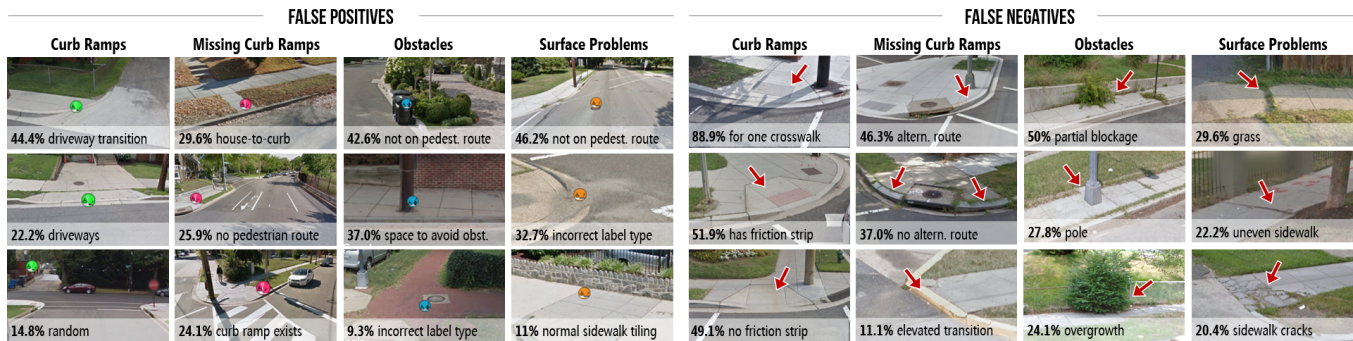 FALSE POSITIVES
FALSE NEGATIVES
Curb Ramps
Missing Curb Ramps
Obstacles
Surface Problems
Curb Ramps
Missing Curb Ramps
Obstacles
Surface Problems
44.4% driveway transition
29.6% house-to-curb
42.6% not on pedest. route
46.2% not on pedest. route
88.9% for one crosswalk
46.3% altern. route
50% partial blockage
29.6% grass
22.2% driveways
25.9% no pedestrian route
37.0% space to avoid obst.
32.7% incorrect label type
51.9% has friction strip
37.0% no altern. route
27.8% pole
22.2% uneven sidewalk
14.8% random
24.1% curb ramp exists
9.3% incorrect label type
11% normal sidewalk tiling
49.1% no friction strip
11.1% elevated transition
24.1% overgrowth
20.4% sidewalk cracks